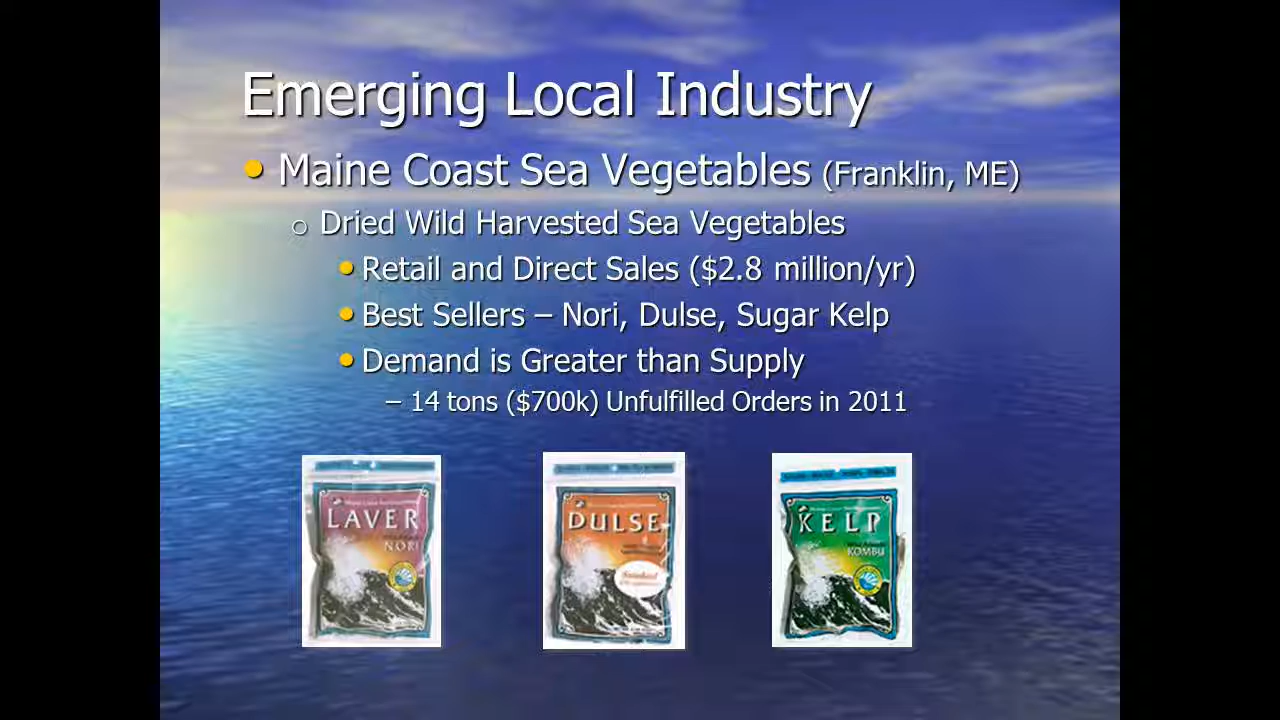 Emerging Local Industry
• Maine Coast Sea Vegetables (Franklin, ME)
o Dried Wild Harvested Sea Vegetables
• Retail and Direct Sales ($2.8 million/yr)
• Best Sellers – Nori, Dulse, Sugar Kelp
• Demand is Greater than Supply
– 14 tons ($700k) Unfulfilled Orders in 2011
LAVER
NORI
DULSE
KELP
KOMBU